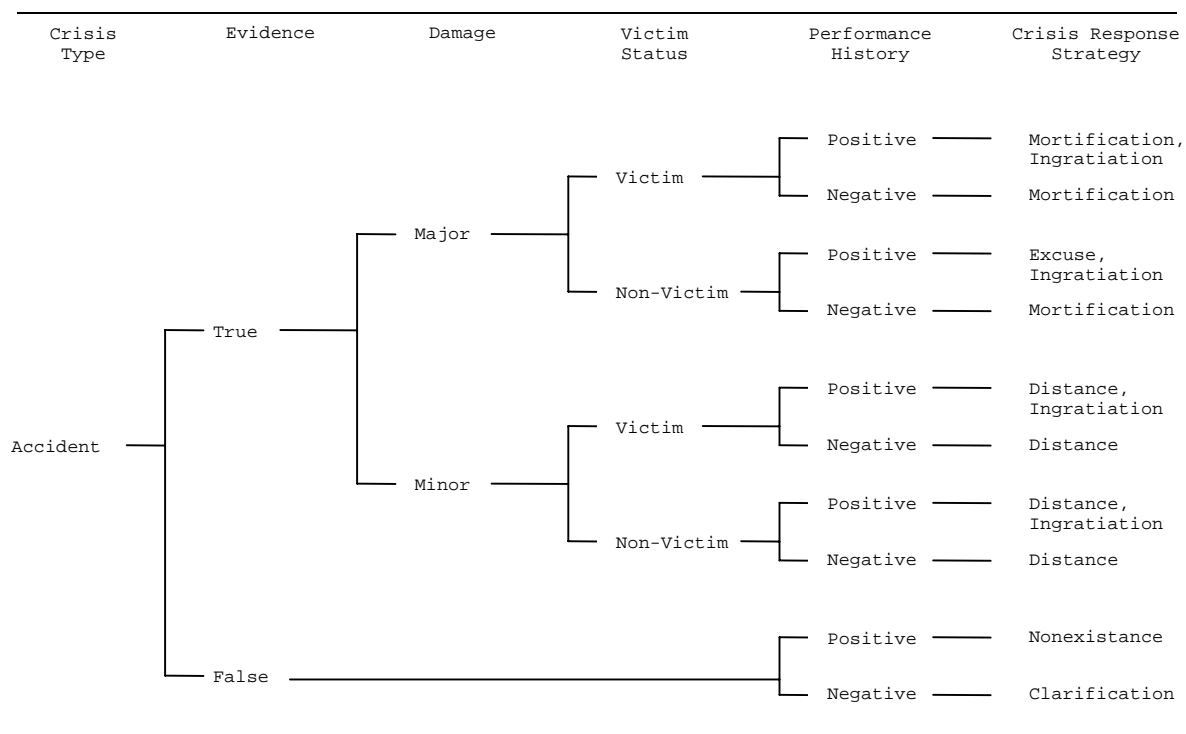 Crisis Type
Evidence
Damage
Victim Status
Performance History
Crisis Response Strategy
Positive
Mortification,
Ingratiation
Victim
Negative
Mortification
Major
Positive
Excuse,
Ingratiation
Non-Victim
Negative
Mortification
True
Positive
Distance,
Ingratiation
Victim
Negative
Distance
Accident
Minor
Positive
Distance,
Ingratiation
Non-Victim
Negative
Distance
Positive
Nonexistance
False
Negative
Clarification